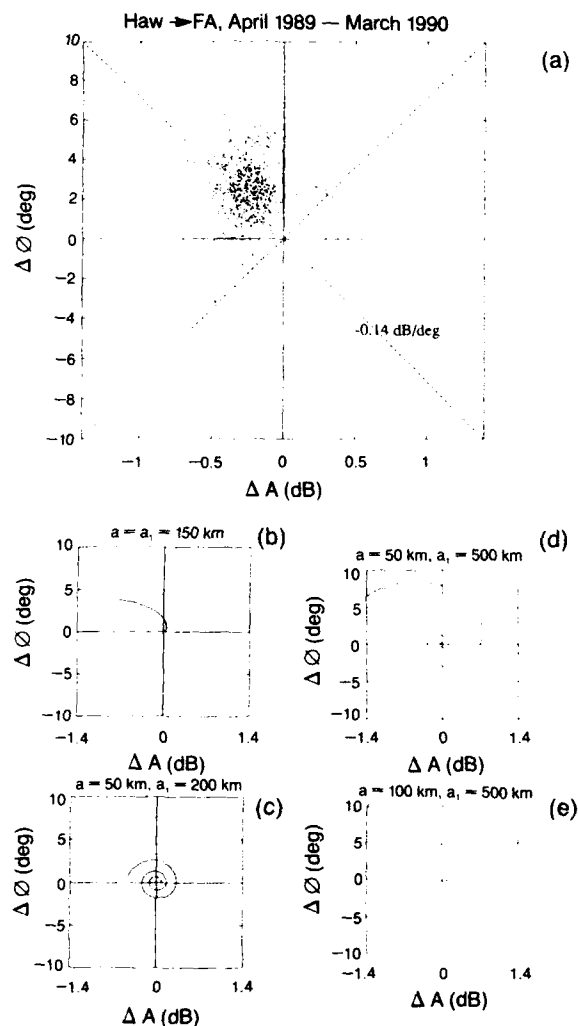 Haw →FA, April 1989 — March 1990
(a)
10
8
6
4
2
0
−2
−4
−6
−8
−10
Δ Ø (deg)
-0.14 dB/deg
−1
−0.5
0
0.5
1
Δ A (dB)
a = a₁ = 150 km
(b)
10
5
0
−5
−10
Δ Ø (deg)
−1.4
0
1.4
Δ A (dB)
a = 50 km, a₁ = 500 km
(d)
10
5
0
−5
−10
Δ Ø (deg)
−1.4
0
1.4
Δ A (dB)
a = 50 km, a₁ = 200 km
(c)
10
5
0
−5
−10
Δ Ø (deg)
−1.4
0
1.4
Δ A (dB)
a = 100 km, a₁ = 500 km
(e)
10
5
0
−5
−10
Δ Ø (deg)
−1.4
0
1.4
Δ A (dB)